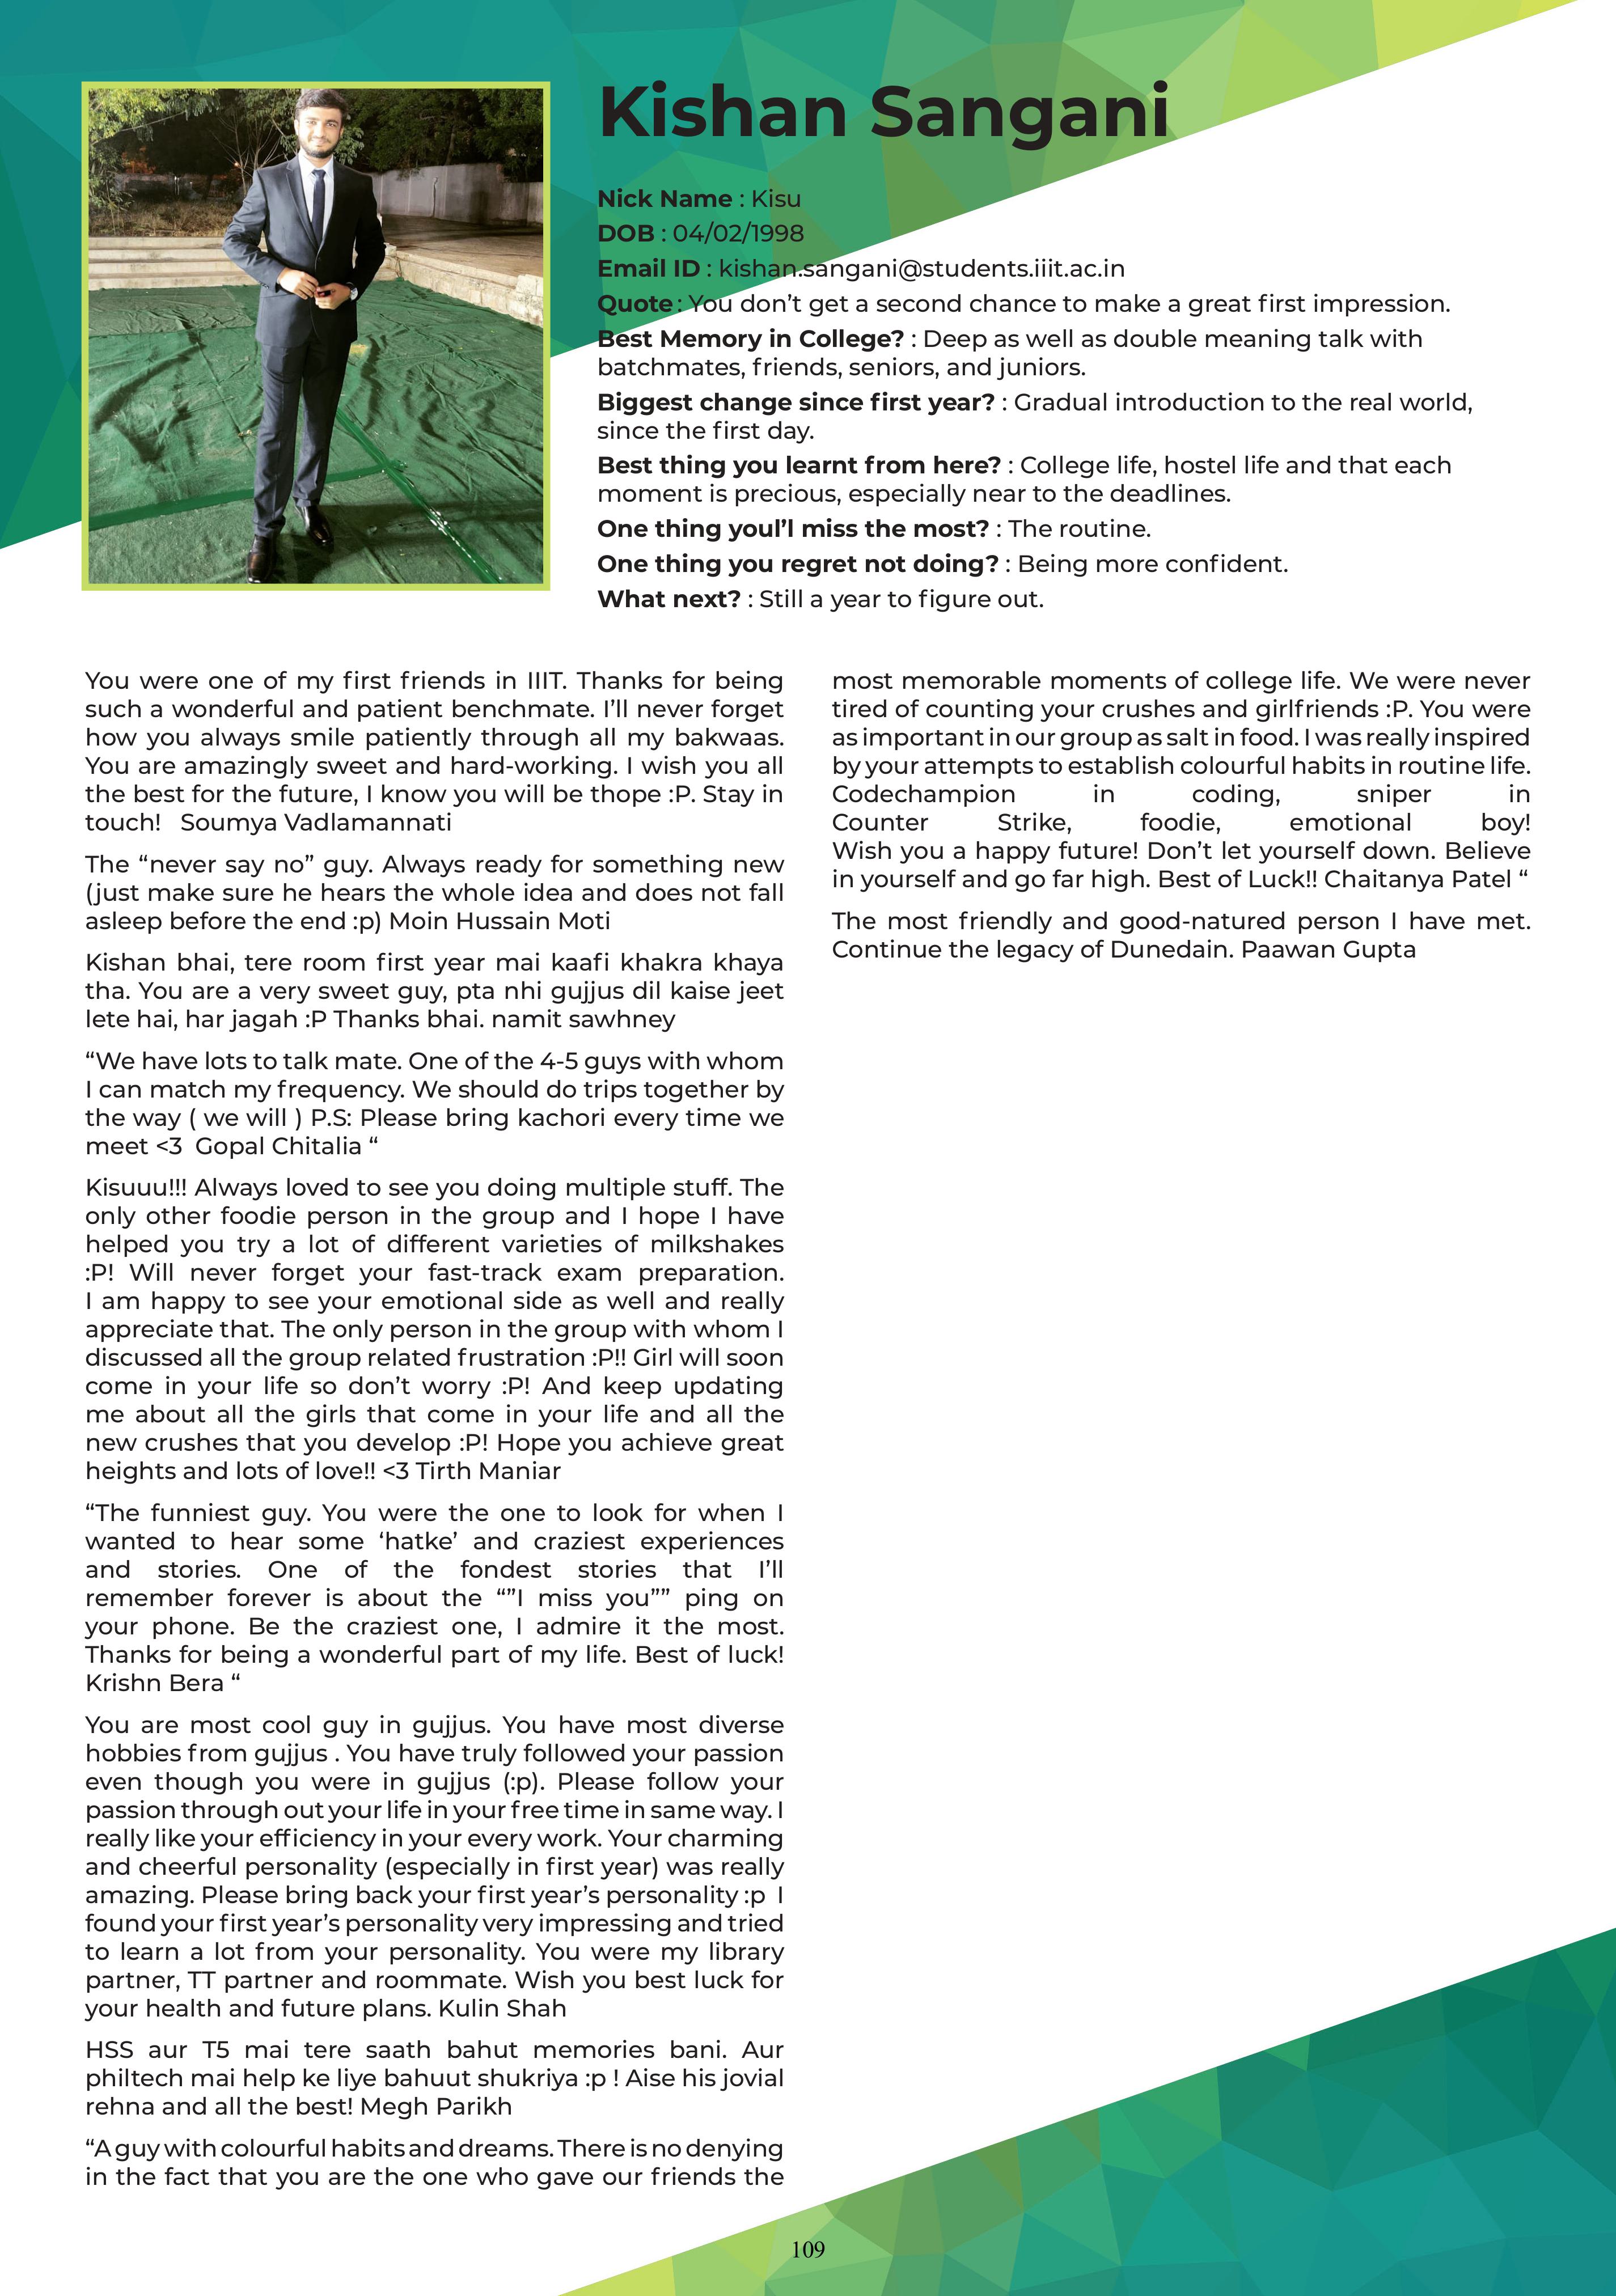 Kishan Sangani
Nick Name : Kisu
DOB : 04/02/1998
Email ID : kishan.sangani@students.iiit.ac.in
Quote : You don’t get a second chance to make a great first impression.
Best Memory in College? : Deep as well as double meaning talk with
batchmates, friends, seniors, and juniors.
Biggest change since first year? : Gradual introduction to the real world,
since the first day.
Best thing you learnt from here? : College life, hostel life and that each
moment is precious, especially near to the deadlines.
One thing youl’l miss the most? : The routine.
One thing you regret not doing? : Being more confident.
What next? : Still a year to figure out.
You were one of my first friends in IIIT. Thanks for being
such a wonderful and patient benchmate. I’ll never forget
how you always smile patiently through all my bakwaas.
You are amazingly sweet and hard-working. I wish you all
the best for the future, I know you will be thope :P. Stay in
touch! Soumya Vadlamannati
The “never say no” guy. Always ready for something new
(just make sure he hears the whole idea and does not fall
asleep before the end :p) Moin Hussain Moti
Kishan bhai, tere room first year mai kaafi khakra khaya
tha. You are a very sweet guy, pta nhi gujjus dil kaise jeet
lete hai, har jagah :P Thanks bhai. namit sawhney
“We have lots to talk mate. One of the 4-5 guys with whom
I can match my frequency. We should do trips together by
the way ( we will ) P.S: Please bring kachori every time we
meet <3 Gopal Chitalia “
Kisuuu!!! Always loved to see you doing multiple stuff. The
only other foodie person in the group and I hope I have
helped you try a lot of different varieties of milkshakes
:P! Will never forget your fast-track exam preparation.
I am happy to see your emotional side as well and really
appreciate that. The only person in the group with whom I
discussed all the group related frustration :P!! Girl will soon
come in your life so don’t worry :P! And keep updating
me about all the girls that come in your life and all the
new crushes that you develop :P! Hope you achieve great
heights and lots of love!! <3 Tirth Maniar
“The funniest guy. You were the one to look for when I
wanted to hear some ‘hatke’ and craziest experiences
and stories. One of the fondest stories that I’ll
remember forever is about the “”I miss you”” ping on
your phone. Be the craziest one, I admire it the most.
Thanks for being a wonderful part of my life. Best of luck!
Krishn Bera “
You are most cool guy in gujjus. You have most diverse
hobbies from gujjus . You have truly followed your passion
even though you were in gujjus (:p). Please follow your
passion through out your life in your free time in same way. I
really like your efficiency in your every work. Your charming
and cheerful personality (especially in first year) was really
amazing. Please bring back your first year’s personality :p I
found your first year’s personality very impressing and tried
to learn a lot from your personality. You were my library
partner, TT partner and roommate. Wish you best luck for
your health and future plans. Kulin Shah
HSS aur T5 mai tere saath bahut memories bani. Aur
philtech mai help ke liye bahuut shukriya :p ! Aise his jovial
rehna and all the best! Megh Parikh
“A guy with colourful habits and dreams. There is no denying
in the fact that you are the one who gave our friends the
most memorable moments of college life. We were never
tired of counting your crushes and girlfriends :P. You were
as important in our group as salt in food. I was really inspired
by your attempts to establish colourful habits in routine life.
Codechampion in coding, sniper in
Counter Strike, foodie, emotional boy!
Wish you a happy future! Don’t let yourself down. Believe
in yourself and go far high. Best of Luck!! Chaitanya Patel “
The most friendly and good-natured person I have met.
Continue the legacy of Dunedain. Paawan Gupta
109